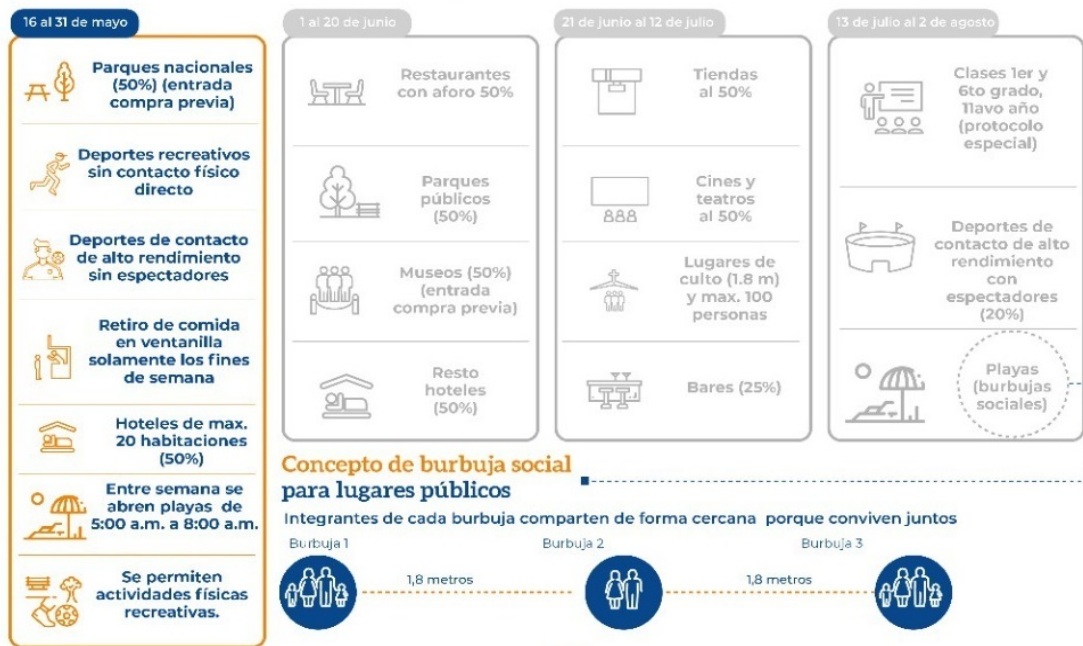 16 al 31 de mayo
Parques nacionales
(50%) (entrada
compra previa)
Deportes recreativos
sin contacto físico
directo
Deportes de contacto
de alto rendimiento
sin espectadores
Retiro de comida
en ventanilla
solamente los fines
de semana
Hoteles de max.
20 habitaciones
(50%)
Entre semana se
abren playas de
5:00 a.m. a 8:00 a.m.
Se permiten
actividades físicas
recreativas.
1 al 20 de junio
Restaurantes
con aforo 50%
Parques
públicos
(50%)
Museos (50%)
(entrada
compra previa)
Resto
hoteles
(50%)
21 de junio al 12 de julio
Tiendas
al 50%
Cines y
teatros
al 50%
Lugares de
culto (1.8 m)
y max. 100
personas
Bares (25%)
13 de julio al 2 de agosto
Clases 1er y
6to grado,
11avo año
(protocolo
especial)
Deportes de
contacto de alto
rendimiento
con
espectadores
(20%)
Playas
(burbujas
sociales)
Concepto de burbuja social
para lugares públicos
Integrantes de cada burbuja comparten de forma cercana porque conviven juntos
Burbuja 1
Burbuja 2
Burbuja 3
1,8 metros
1,8 metros